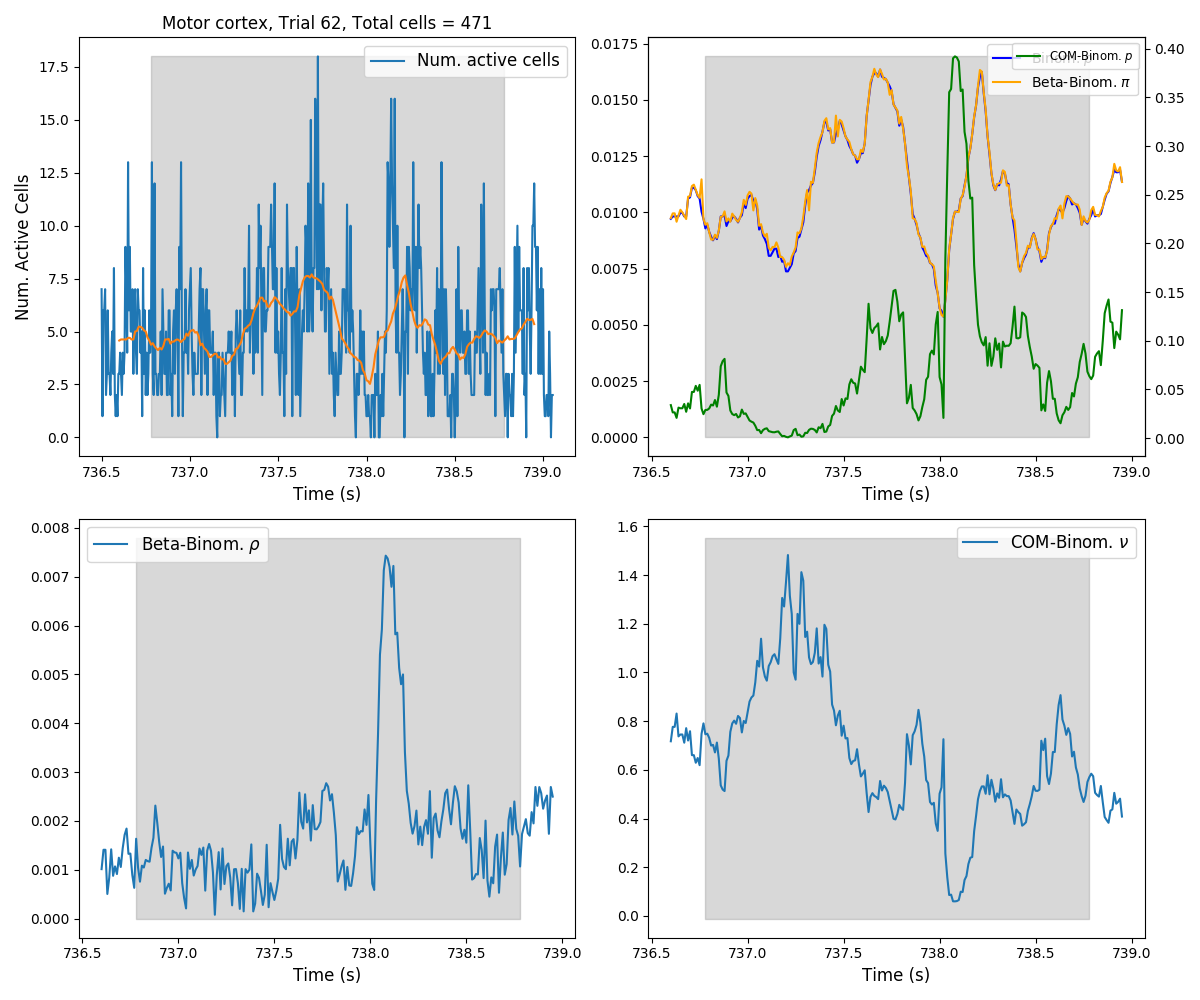 Motor cortex, Trial 62, Total cells = 471
Num. active cells
17.5
15.0
12.5
10.0
7.5
5.0
2.5
0.0
Num. Active Cells
736.5 737.0 737.5 738.0 738.5 739.0
Time (s)
COM-Binom. p
Beta-Binom. π
0.0175
0.0150
0.0125
0.0100
0.0075
0.0050
0.0025
0.0000
0.40
0.35
0.30
0.25
0.20
0.15
0.10
0.05
0.00
736.5 737.0 737.5 738.0 738.5 739.0
Time (s)
Beta-Binom. ρ
0.008
0.007
0.006
0.005
0.004
0.003
0.002
0.001
0.000
736.5 737.0 737.5 738.0 738.5 739.0
Time (s)
COM-Binom. ν
1.6
1.4
1.2
1.0
0.8
0.6
0.4
0.2
0.0
736.5 737.0 737.5 738.0 738.5 739.0
Time (s)